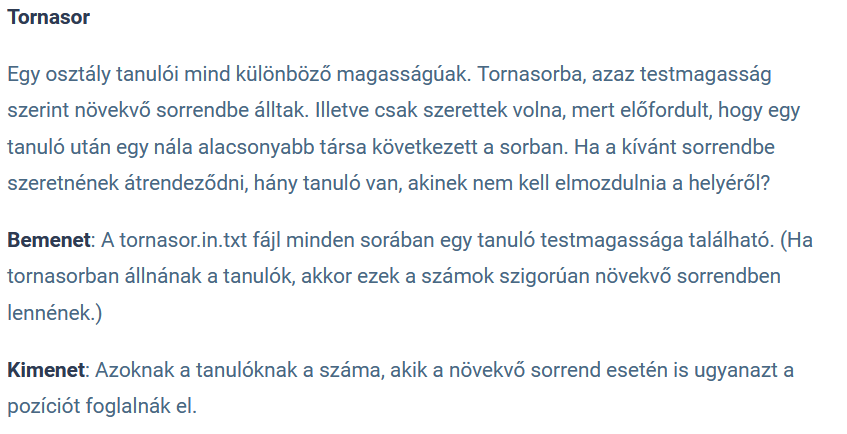 Tornasor
Egy osztály tanulói mind különböző magasságúak. Tornasorba, azaz testmagasság
szerint növekvő sorrendbe álltak. Illetve csak szerettek volna, mert előfordult, hogy egy
tanuló után egy nála alacsonyabb társa következett a sorban. Ha a kívánt sorrendbe
szeretnének átrendeződni, hány tanuló van, akinek nem kell elmozdulnia a helyéről?
Bemenet: A tornasor.in.txt fájl minden sorában egy tanuló testmagassága található. (Ha
tornasorban állnának a tanulók, akkor ezek a számok szigorúan növekvő sorrendben
lennének.)
Kimenet: Azoknak a tanulóknak a száma, akik a növekvő sorrend esetén is ugyanazt a
pozíciót foglalnák el.